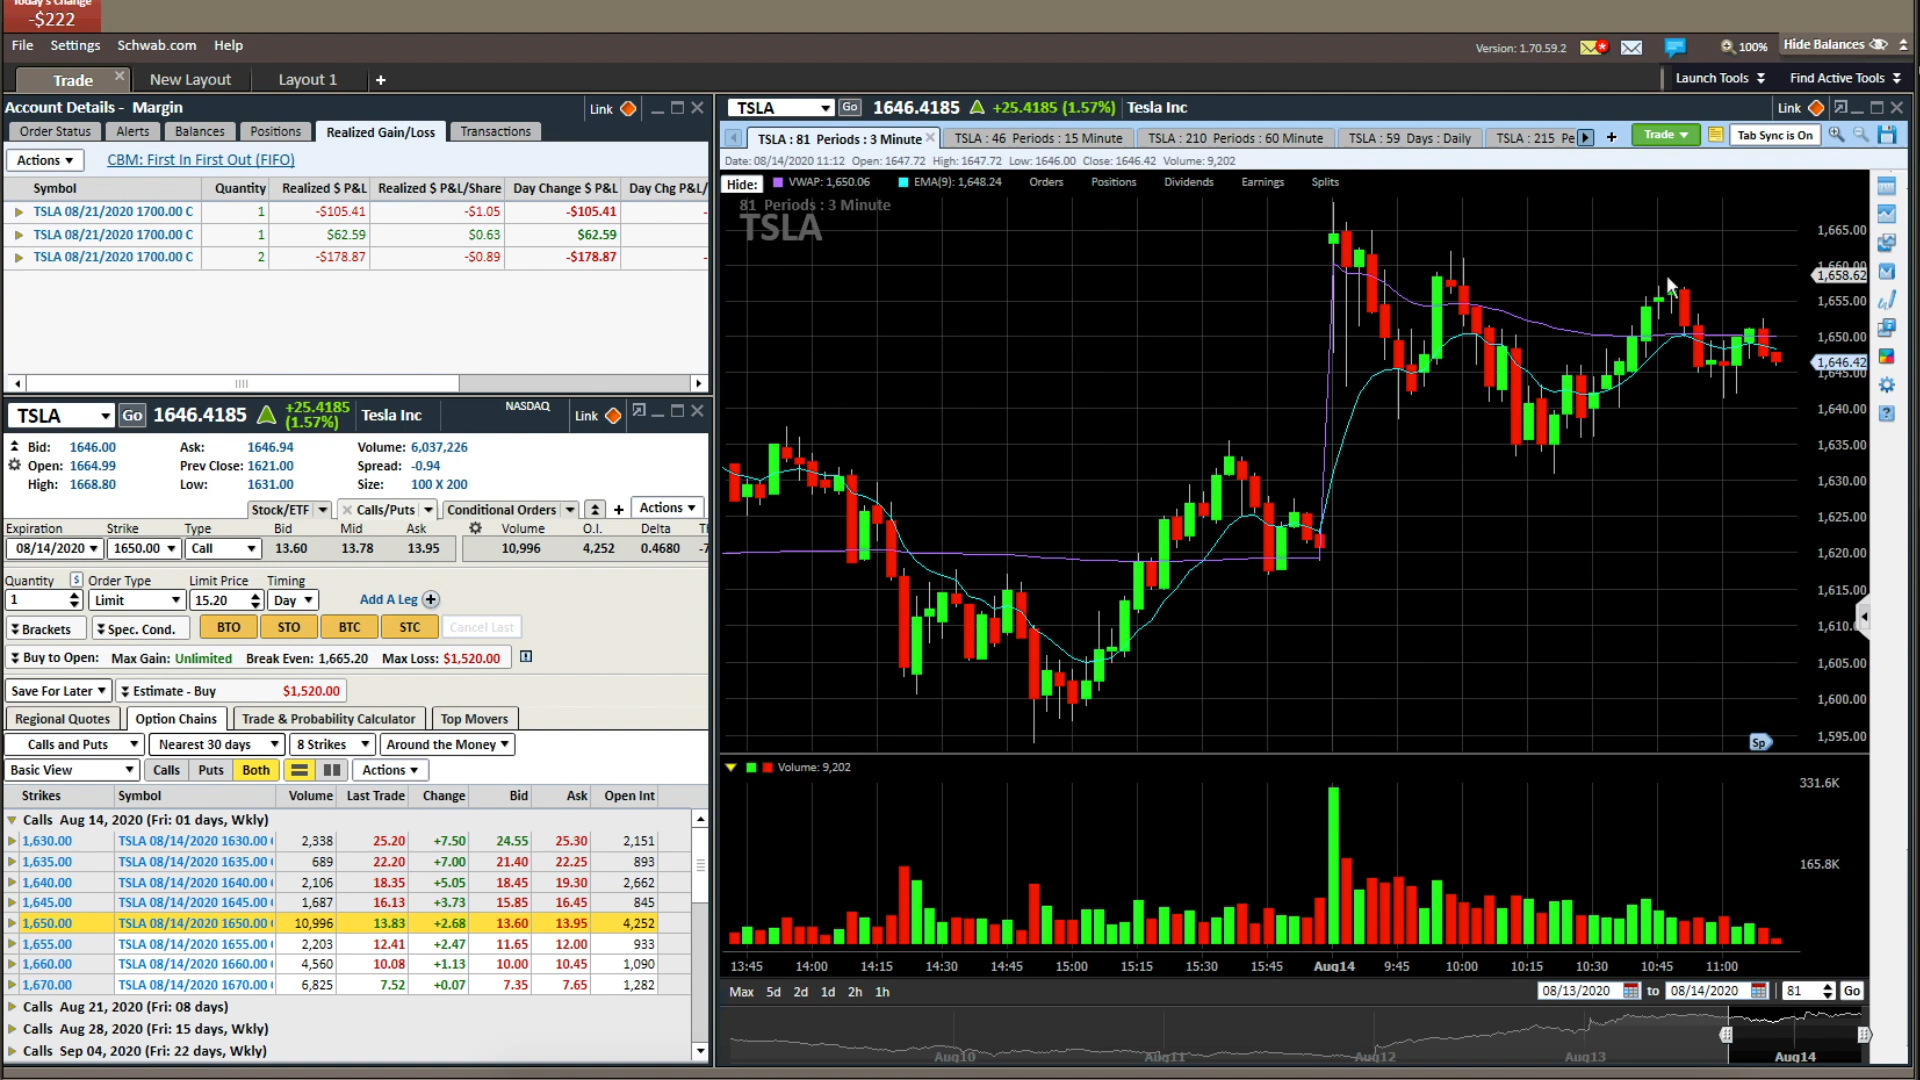 Today's Change
-$222
File Settings Schwab.com Help
Version: 1.70.59.2 100% Hide Balances
Trade New Layout Layout 1 +
Launch Tools Find Active Tools
Account Details - Margin Link
Order Status Alerts Balances Positions Realized Gain/Loss Transactions
Actions CBM: First In First Out (FIFO)
Symbol Quantity Realized $ P&L Realized $ P&L/Share Day Change $ P&L Day Chg P&L/
TSLA 08/21/2020 1700.00 C 1 -$105.41 -$1.05 -$105.41
TSLA 08/21/2020 1700.00 C 1 $62.59 $0.63 $62.59
TSLA 08/21/2020 1700.00 C 2 -$178.87 -$0.89 -$178.87
TSLA Go 1646.4185 +25.4185 (1.57%) Tesla Inc NASDAQ Link
Bid: 1646.00 Ask: 1646.94 Volume: 6,037,226
Open: 1664.99 Prev Close: 1621.00 Spread: -0.94
High: 1668.80 Low: 1631.00 Size: 100 X 200
Stock/ETF Calls/Puts Conditional Orders + Actions
Expiration Strike Type Bid Mid Ask Volume O.I. Delta
08/14/2020 1650.00 Call 13.60 13.78 13.95 10,996 4,252 0.4680 -7
Quantity $ Order Type Limit Price Timing
1 Limit 15.20 Day Add A Leg
Brackets Spec. Cond. BTO STO BTC STC Cancel Last
Buy to Open: Max Gain: Unlimited Break Even: 1,665.20 Max Loss: $1,520.00
Save For Later Estimate - Buy $1,520.00
Regional Quotes Option Chains Trade & Probability Calculator Top Movers
Calls and Puts Nearest 30 days 8 Strikes Around the Money
Basic View Calls Puts Both Actions
Strikes Symbol Volume Last Trade Change Bid Ask Open Int
Calls Aug 14, 2020 (Fri: 01 days, Wkly)
1,630.00 TSLA 08/14/2020 1630.00 2,338 25.20 +7.50 24.55 25.30 2,151
1,635.00 TSLA 08/14/2020 1635.00 689 22.20 +7.00 21.40 22.25 893
1,640.00 TSLA 08/14/2020 1640.00 2,106 18.35 +5.05 18.45 19.30 2,662
1,645.00 TSLA 08/14/2020 1645.00 1,687 16.13 +3.73 15.85 16.45 845
1,650.00 TSLA 08/14/2020 1650.00 10,996 13.83 +2.68 13.60 13.95 4,252
1,655.00 TSLA 08/14/2020 1655.00 2,203 12.41 +2.47 11.65 12.00 933
1,660.00 TSLA 08/14/2020 1660.00 4,560 10.08 +1.13 10.00 10.45 1,090
1,670.00 TSLA 08/14/2020 1670.00 6,825 7.52 +0.07 7.35 7.65 1,282
Calls Aug 21, 2020 (Fri: 08 days)
Calls Aug 28, 2020 (Fri: 15 days, Wkly)
Calls Sep 04, 2020 (Fri: 22 days, Wkly)
TSLA Go 1646.4185 +25.4185 (1.57%) Tesla Inc Link
TSLA : 81 Periods : 3 Minute TSLA : 46 Periods : 15 Minute TSLA : 210 Periods : 60 Minute TSLA : 59 Days : Daily TSLA : 215 Pe + Trade Tab Sync is On
Date: 08/14/2020 11:12 Open: 1647.72 High: 1647.72 Low: 1646.00 Close: 1646.42 Volume: 9,202
Hide: VWAP: 1,650.06 EMA(9): 1,648.24 Orders Positions Dividends Earnings Splits
81 Periods : 3 Minute
TSLA
1,665.00
1,660.00
1,658.62
1,655.00
1,650.00
1,646.42
1,645.00
1,640.00
1,635.00
1,630.00
1,625.00
1,620.00
1,615.00
1,610.
1,605.00
1,600.00
1,595.00
Sp
Volume: 9,202
331.6K
165.8K
13:45 14:00 14:15 14:30 14:45 15:00 15:15 15:30 15:45 Aug14 9:45 10:00 10:15 10:30 10:45 11:00
Max 5d 2d 1d 2h 1h 08/13/2020 to 08/14/2020 81 Go
Aug10 Aug11 Aug12 Aug13 Aug14